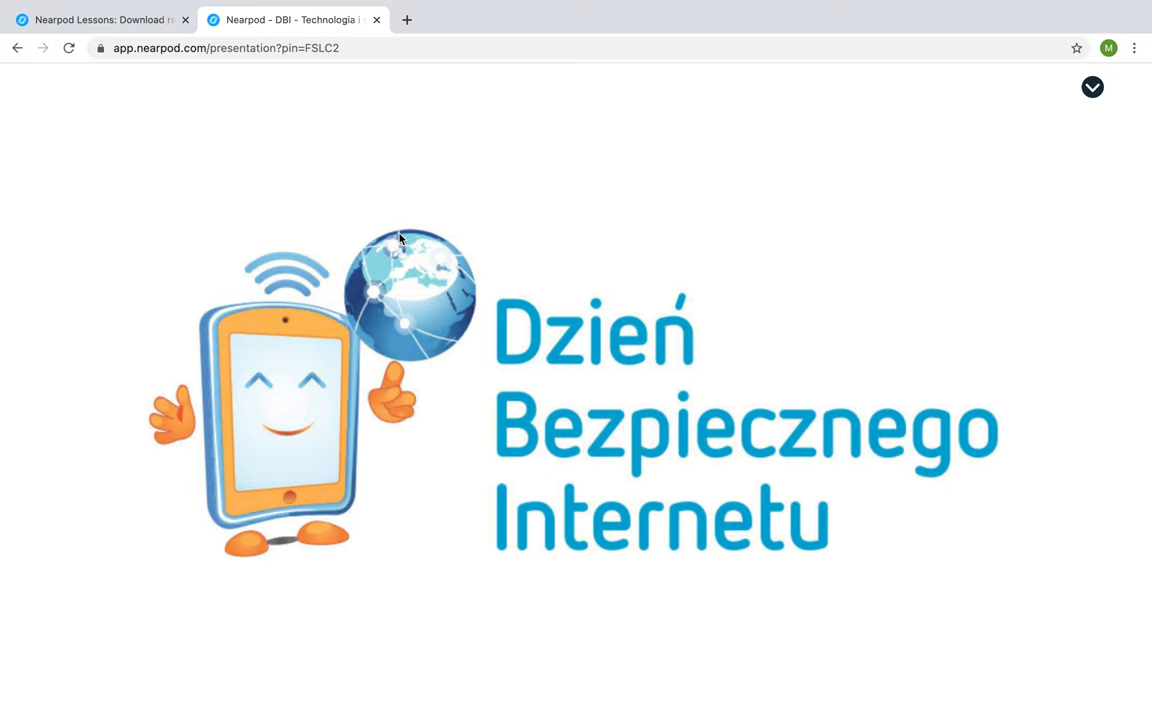 Nearpod Lessons: Download r
Nearpod - DBI - Technologia i
app.nearpod.com/presentation?pin=FSLC2
M
Dzień
Bezpiecznego
Internetu